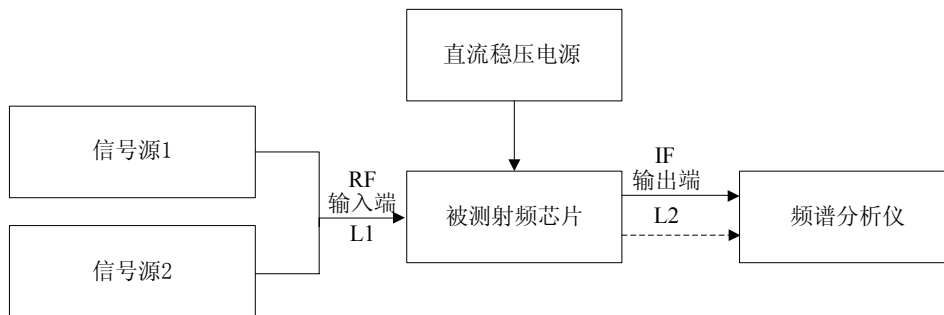 直流稳压电源
信号源1
RF
输入端
L1
信号源2
被测射频芯片
IF
输出端
L2
频谱分析仪